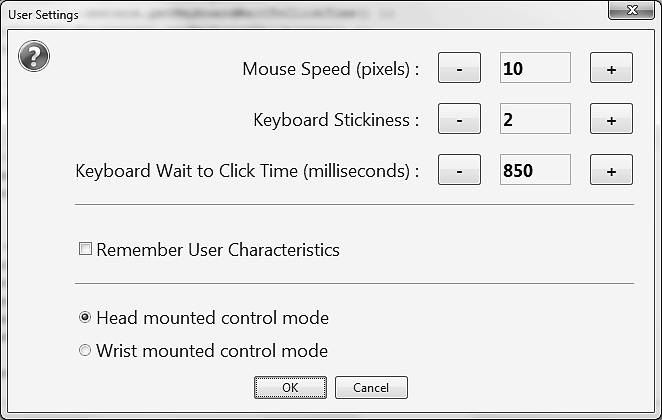 User Settings
Mouse Speed (pixels) : - 10 +
Keyboard Stickiness : - 2 +
Keyboard Wait to Click Time (milliseconds) : - 850 +
Remember User Characteristics
Head mounted control mode
Wrist mounted control mode
OK Cancel